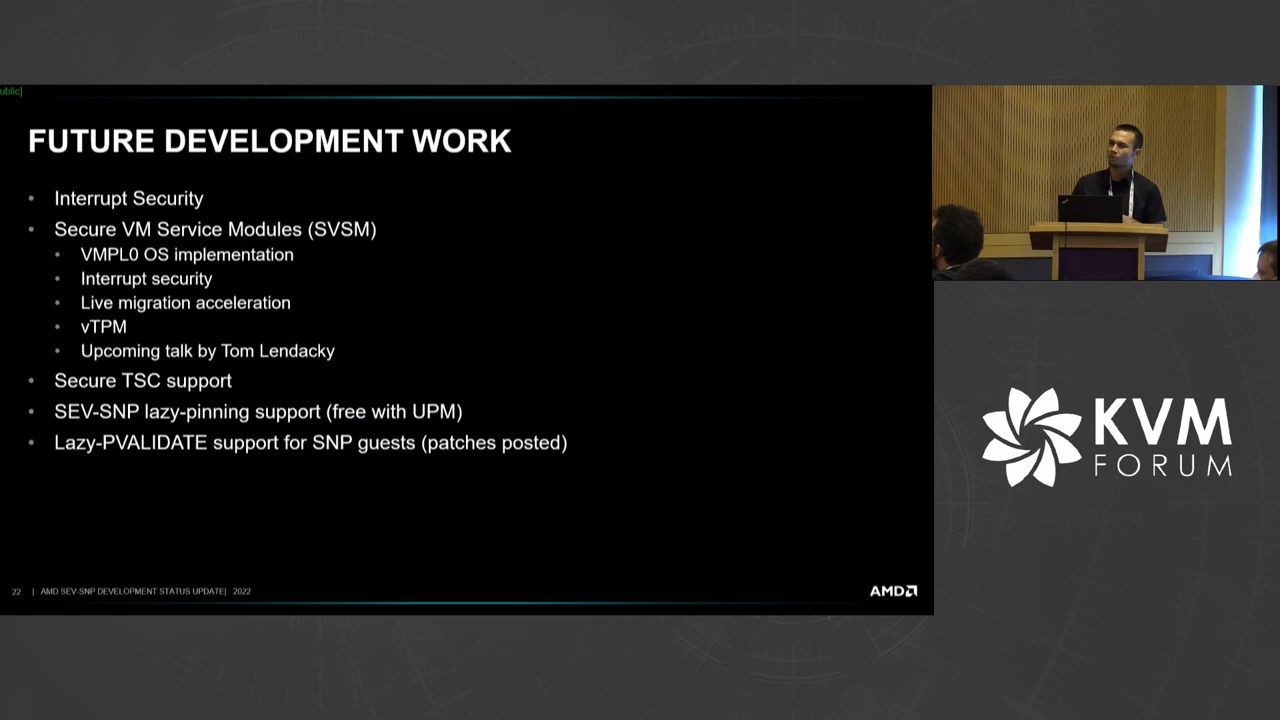 ublic]
FUTURE DEVELOPMENT WORK
• Interrupt Security
• Secure VM Service Modules (SVSM)
• VMPL0 OS implementation
• Interrupt security
• Live migration acceleration
• vTPM
• Upcoming talk by Tom Lendacky
• Secure TSC support
• SEV-SNP lazy-pinning support (free with UPM)
• Lazy-PVALIDATE support for SNP guests (patches posted)
22 | AMD SEV-SNP DEVELOPMENT STATUS UPDATE| 2022
AMD
KVM
FORUM